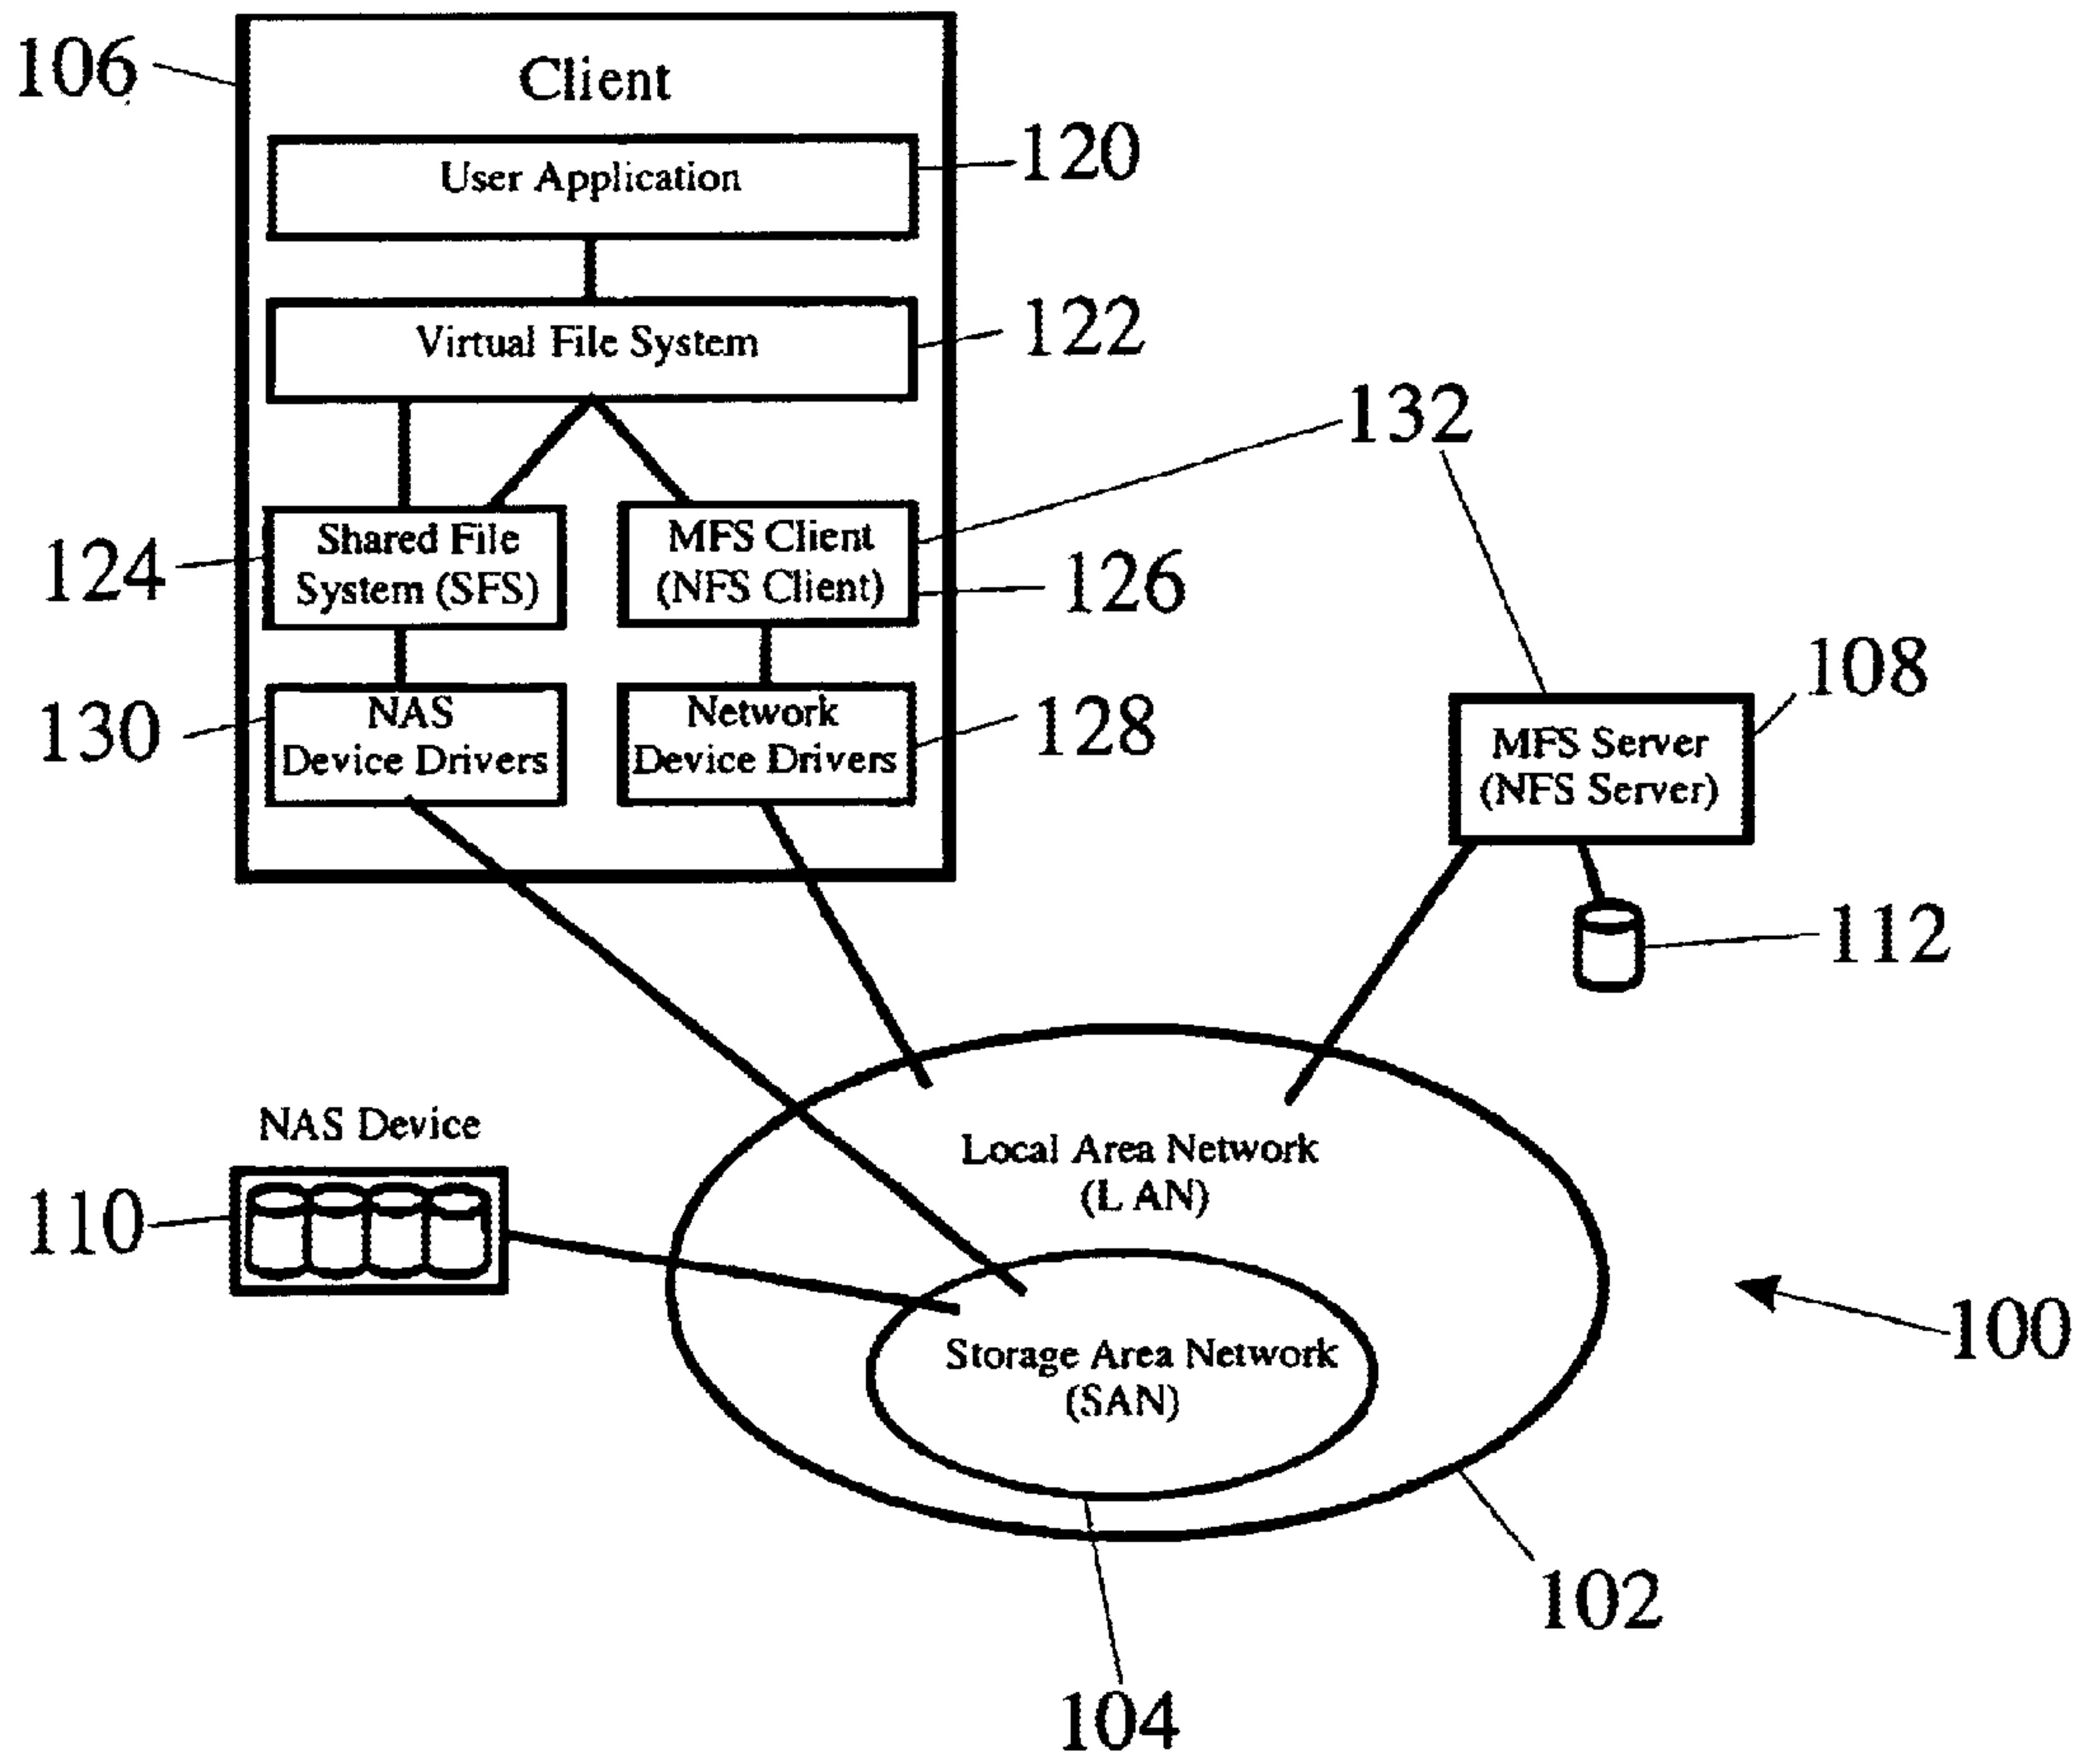 106
Client
User Application
120
Virtual File System
122
132
Shared File
System (SFS)
124
MFS Client
(NFS Client)
126
NAS
Device Drivers
130
Network
Device Drivers
128
108
MFS Server
(NFS Server)
112
NAS Device
110
Local Area Network
(L AN)
Storage Area Network
(SAN)
100
102
104